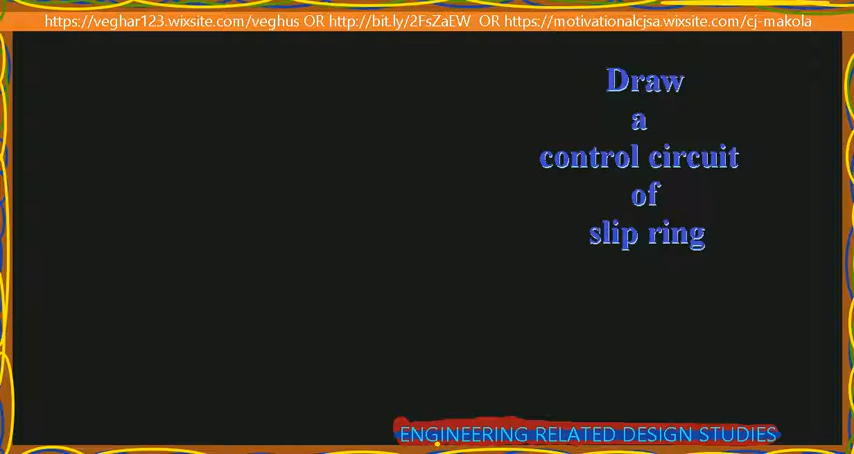 https://veghar123.wixsite.com/veghus OR http://bit.ly/2FsZaEW OR https://motivationalcjsa.wixsite.com/cj-makola
Draw
a
control circuit
of
slip ring
ENGINEERING RELATED DESIGN STUDIES